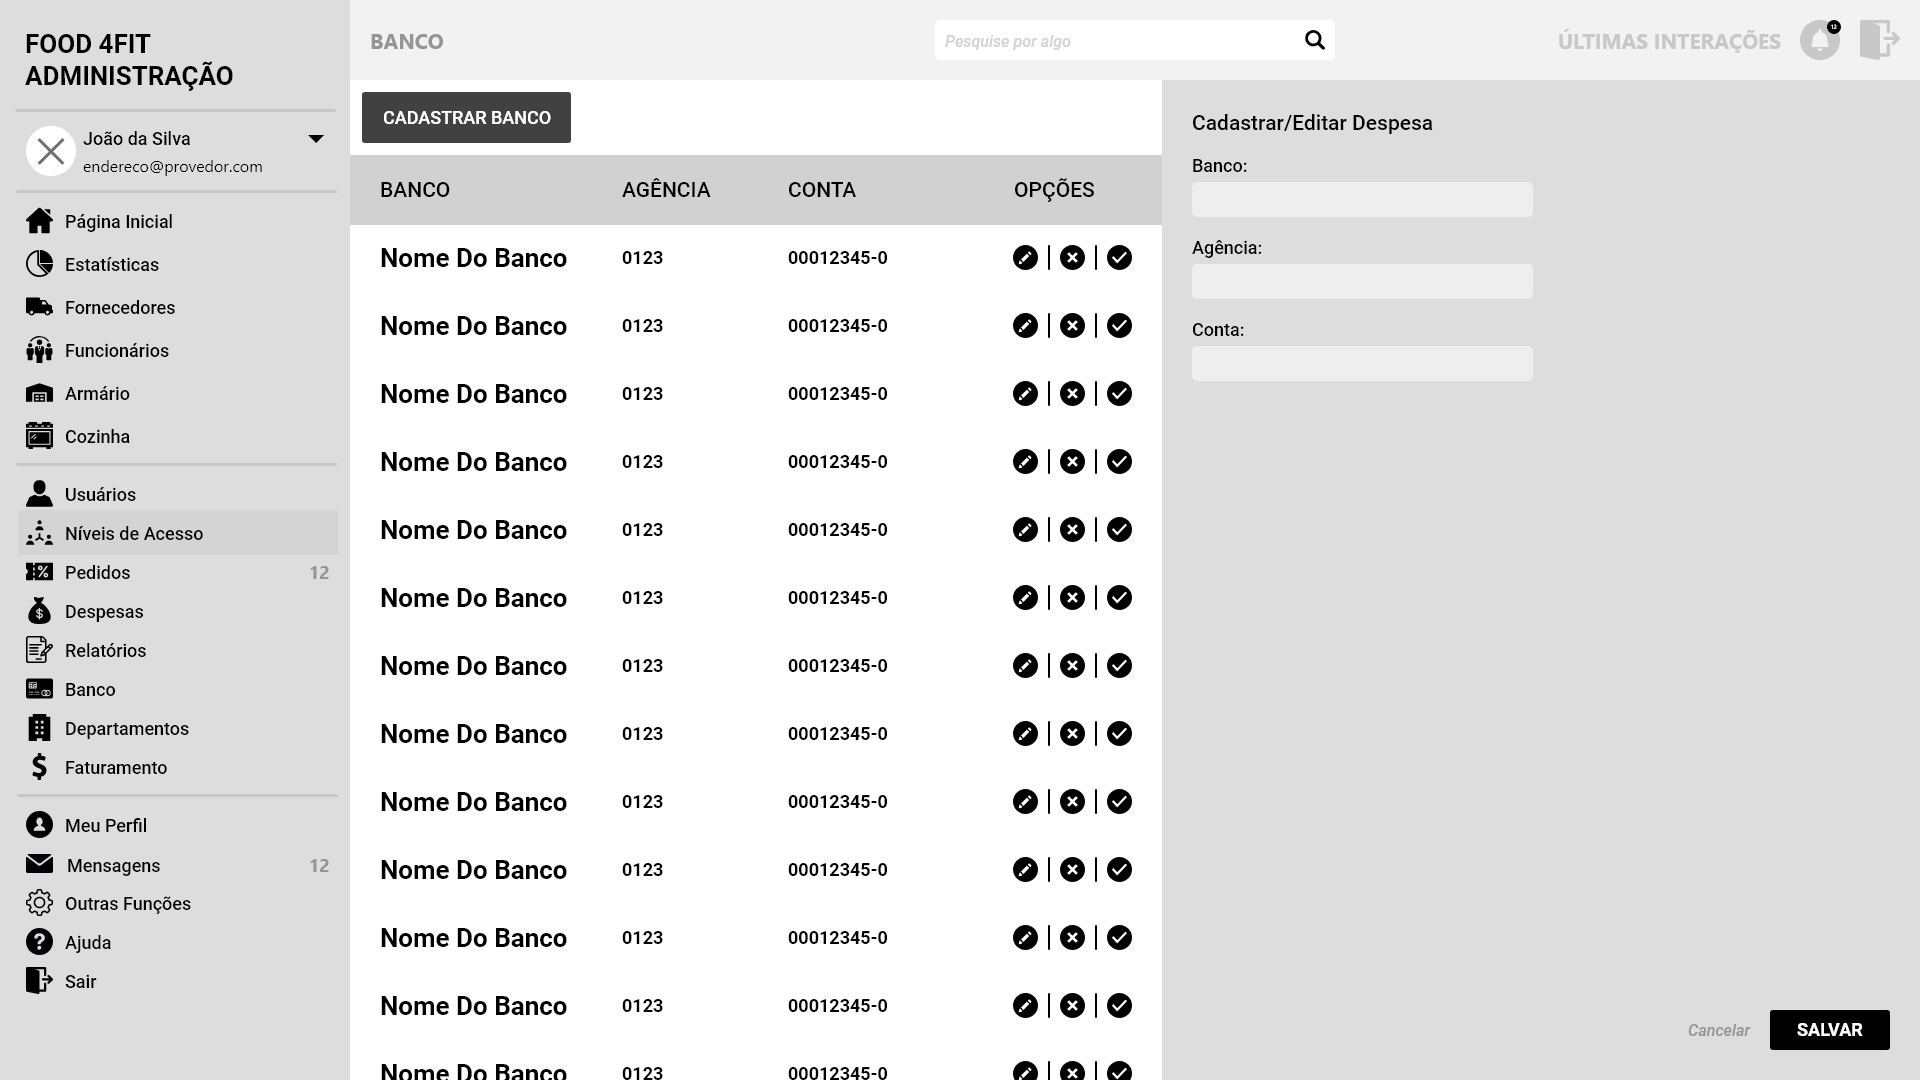 FOOD 4FIT
ADMINISTRAÇÃO
João da Silva
endereco@provedor.com
Página Inicial
Estatísticas
Fornecedores
Funcionários
Armário
Cozinha
Usuários
Níveis de Acesso
Pedidos 12
Despesas
Relatórios
Banco
Departamentos
Faturamento
Meu Perfil
Mensagens 12
Outras Funções
Ajuda
Sair
BANCO
Pesquise por algo
ÚLTIMAS INTERAÇÕES
12
CADASTRAR BANCO
BANCO AGÊNCIA CONTA OPÇÕES
Nome Do Banco 0123 00012345-0
Nome Do Banco 0123 00012345-0
Nome Do Banco 0123 00012345-0
Nome Do Banco 0123 00012345-0
Nome Do Banco 0123 00012345-0
Nome Do Banco 0123 00012345-0
Nome Do Banco 0123 00012345-0
Nome Do Banco 0123 00012345-0
Nome Do Banco 0123 00012345-0
Nome Do Banco 0123 00012345-0
Nome Do Banco 0123 00012345-0
Nome Do Banco 0123 00012345-0
Nome Do Banco 0123 00012345-0
Cadastrar/Editar Despesa
Banco:
Agência:
Conta:
Cancelar
SALVAR